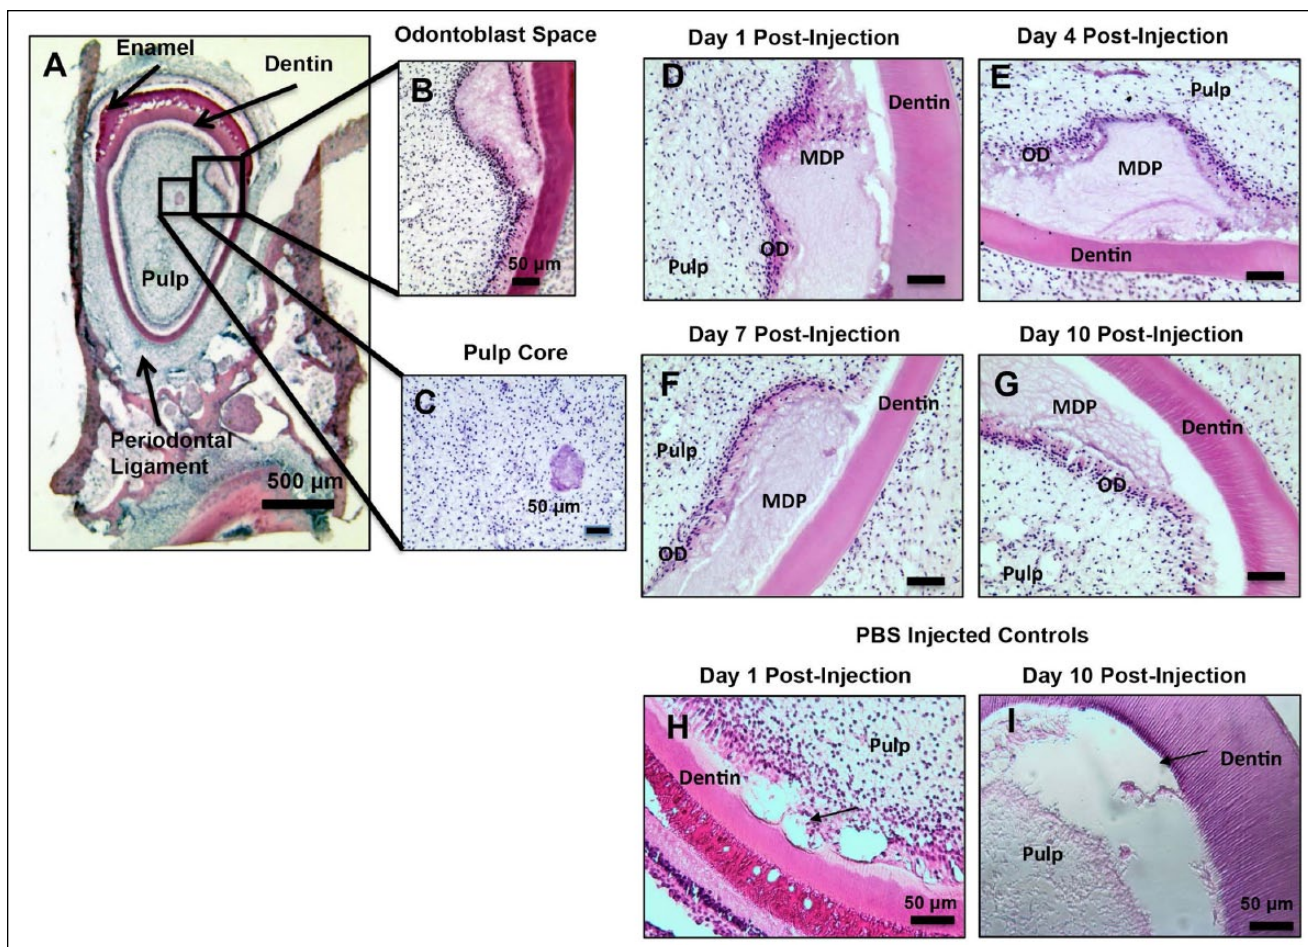 A
Enamel
Dentin
Pulp
Periodontal
Ligament
500 µm
Odontoblast Space
B
50 µm
Pulp Core
C
50 µm
Day 1 Post-Injection
D
Dentin
MDP
OD
Pulp
Day 4 Post-Injection
E
Pulp
OD
MDP
Dentin
Day 7 Post-Injection
F
Dentin
Pulp
MDP
OD
Day 10 Post-Injection
G
MDP
Dentin
OD
Pulp
PBS Injected Controls
Day 1 Post-Injection
H
Pulp
Dentin
50 µm
Day 10 Post-Injection
I
Dentin
Pulp
50 µm